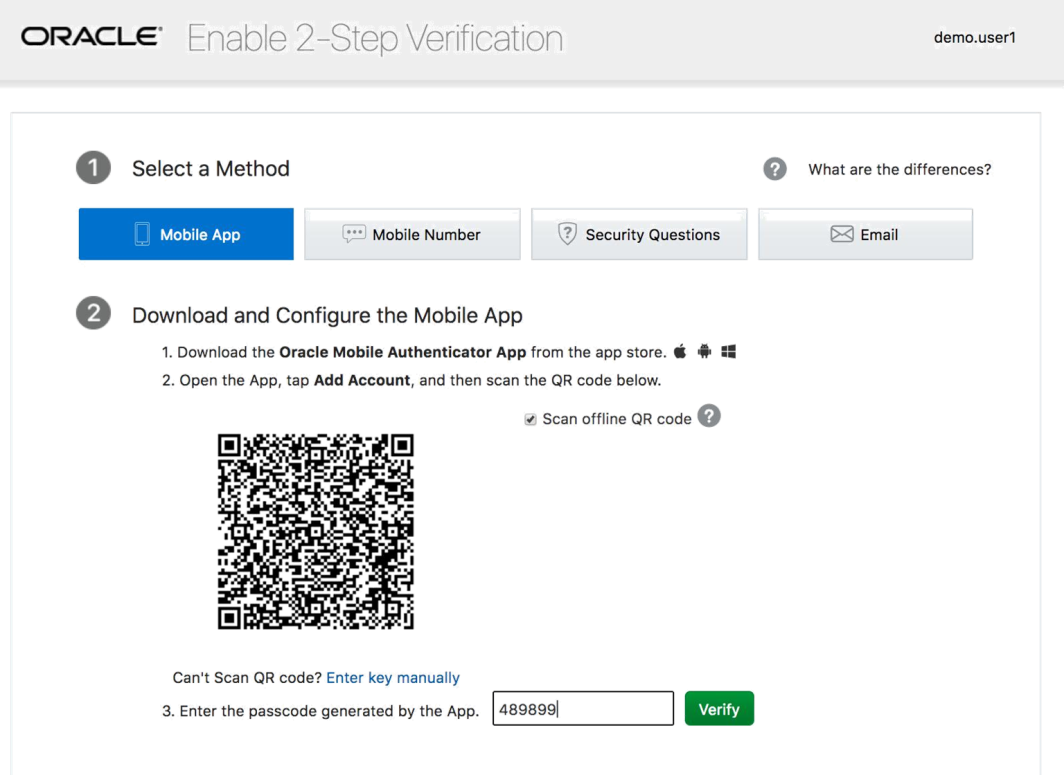 ORACLE® Enable 2-Step Verification demo.user1
1 Select a Method ? What are the differences?
Mobile App Mobile Number ? Security Questions Email
2 Download and Configure the Mobile App
1. Download the Oracle Mobile Authenticator App from the app store.
2. Open the App, tap Add Account, and then scan the QR code below.
Scan offline QR code ?
Can't Scan QR code? Enter key manually
3. Enter the passcode generated by the App. 489899 Verify